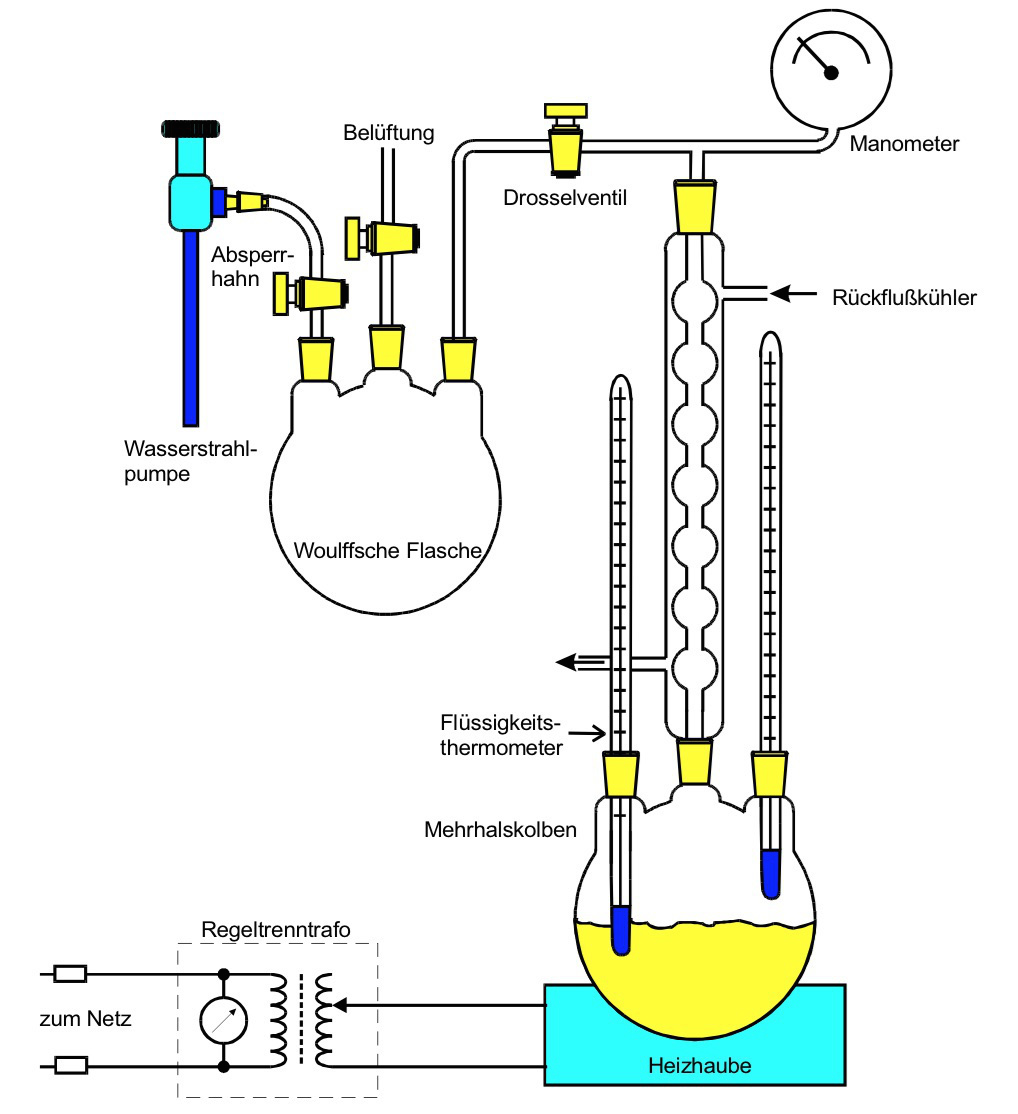 Belüftung
Manometer
Drosselventil
Absperr-
hahn
Rückflußkühler
Wasserstrahl-
pumpe
Woulffsche Flasche
Flüssigkeits-
thermometer
Mehrhalskolben
Regeltrenntrafo
zum Netz
Heizhaube